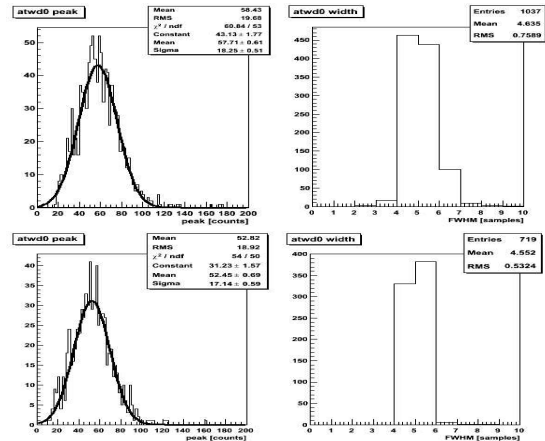 atwd0 peak
Mean 58.43
RMS 19.68
χ² / ndf 60.84 / 53
Constant 43.13 ± 1.77
Mean 57.71 ± 0.61
Sigma 18.25 ± 0.51
50
40
30
20
10
0
0 20 40 60 80 100 120 140 160 180 200
peak [counts]
atwd0 width
Entries 1037
Mean 4.635
RMS 0.7589
450
400
350
300
250
200
150
100
50
0
0 1 2 3 4 5 6 7 8 9 10
FWHM [samples]
atwd0 peak
Mean 52.82
RMS 18.92
χ² / ndf 54 / 50
Constant 31.23 ± 1.57
Mean 52.45 ± 0.69
Sigma 17.14 ± 0.59
40
35
30
25
20
15
10
5
0
0 20 40 60 80 100 120 140 160 180 200
peak [counts]
atwd0 width
Entries 719
Mean 4.552
RMS 0.5324
400
350
300
250
200
150
100
50
0
0 1 2 3 4 5 6 7 8 9 10
FWHM [samples]